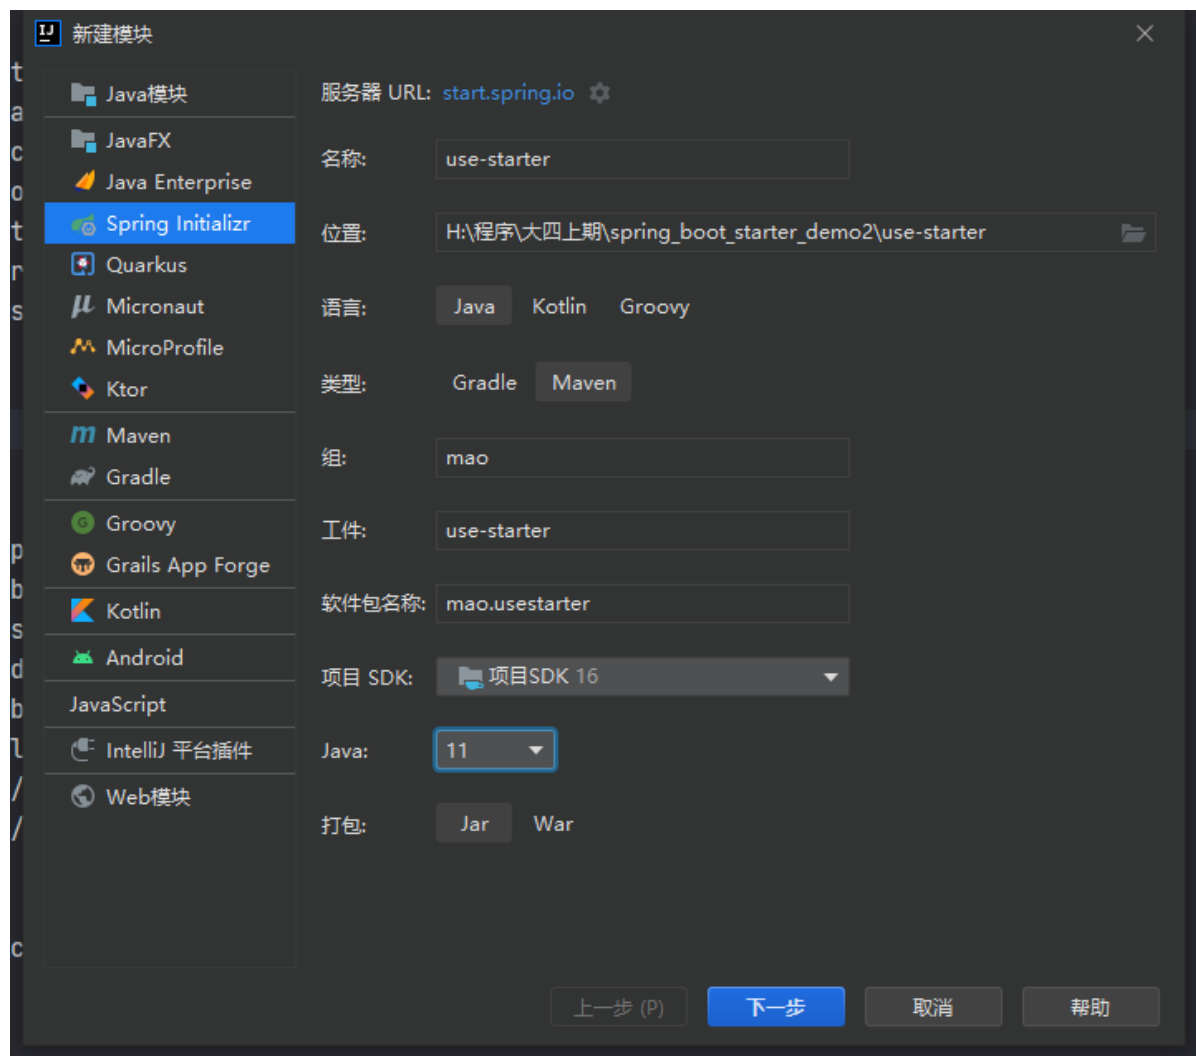 新建模块
Java模块
JavaFX
Java Enterprise
Spring Initializr
Quarkus
Micronaut
MicroProfile
Ktor
Maven
Gradle
Groovy
Grails App Forge
Kotlin
Android
JavaScript
IntelliJ 平台插件
Web模块
服务器 URL: start.spring.io
名称: use-starter
位置: H:\程序\大四上期\spring_boot_starter_demo2\use-starter
语言: Java Kotlin Groovy
类型: Gradle Maven
组: mao
工件: use-starter
软件包名称: mao.usestarter
项目 SDK: 项目SDK 16
Java: 11
打包: Jar War
上一步 (P) 下一步 取消 帮助
t
a
c
o
t
r
s
p
b
s
d
b
l
/
/
c